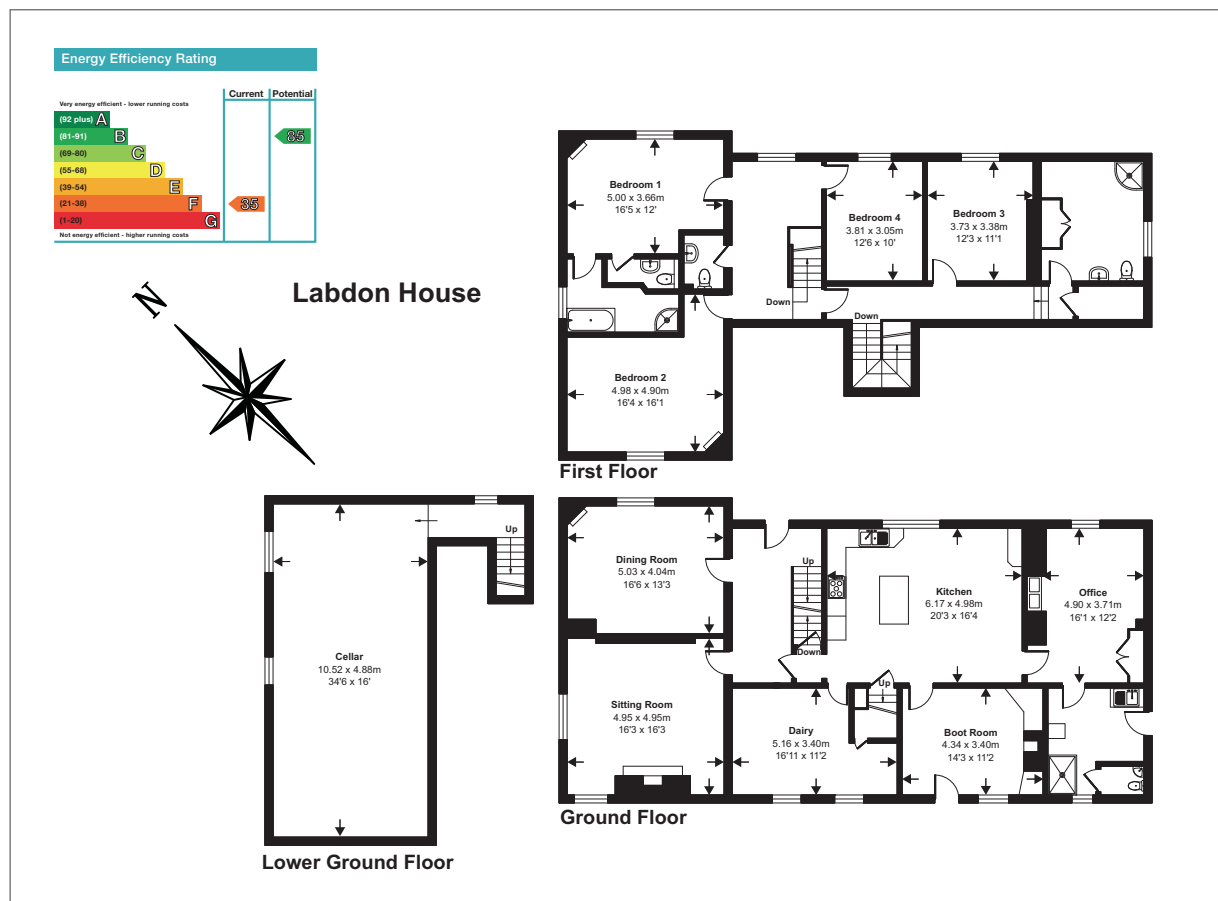 Energy Efficiency Rating
Current Potential
Very energy efficient - lower running costs
(92 plus) A
(81-91) B
(69-80) C
(55-68) D
(39-54) E
(21-38) F
(1-20) G
85
35
Not energy efficient - higher running costs
N
Labdon House
Bedroom 1
5.00 x 3.66m
16'5 x 12'
Bedroom 4
3.81 x 3.05m
12'6 x 10'
Bedroom 3
3.73 x 3.38m
12'3 x 11'1
Down
Down
Bedroom 2
4.98 x 4.90m
16'4 x 16'1
First Floor
Up
Cellar
10.52 x 4.88m
34'6 x 16'
Lower Ground Floor
Dining Room
5.03 x 4.04m
16'6 x 13'3
Up
Down
Kitchen
6.17 x 4.98m
20'3 x 16'4
Office
4.90 x 3.71m
16'1 x 12'2
Sitting Room
4.95 x 4.95m
16'3 x 16'3
Up
Dairy
5.16 x 3.40m
16'11 x 11'2
Boot Room
4.34 x 3.40m
14'3 x 11'2
Ground Floor